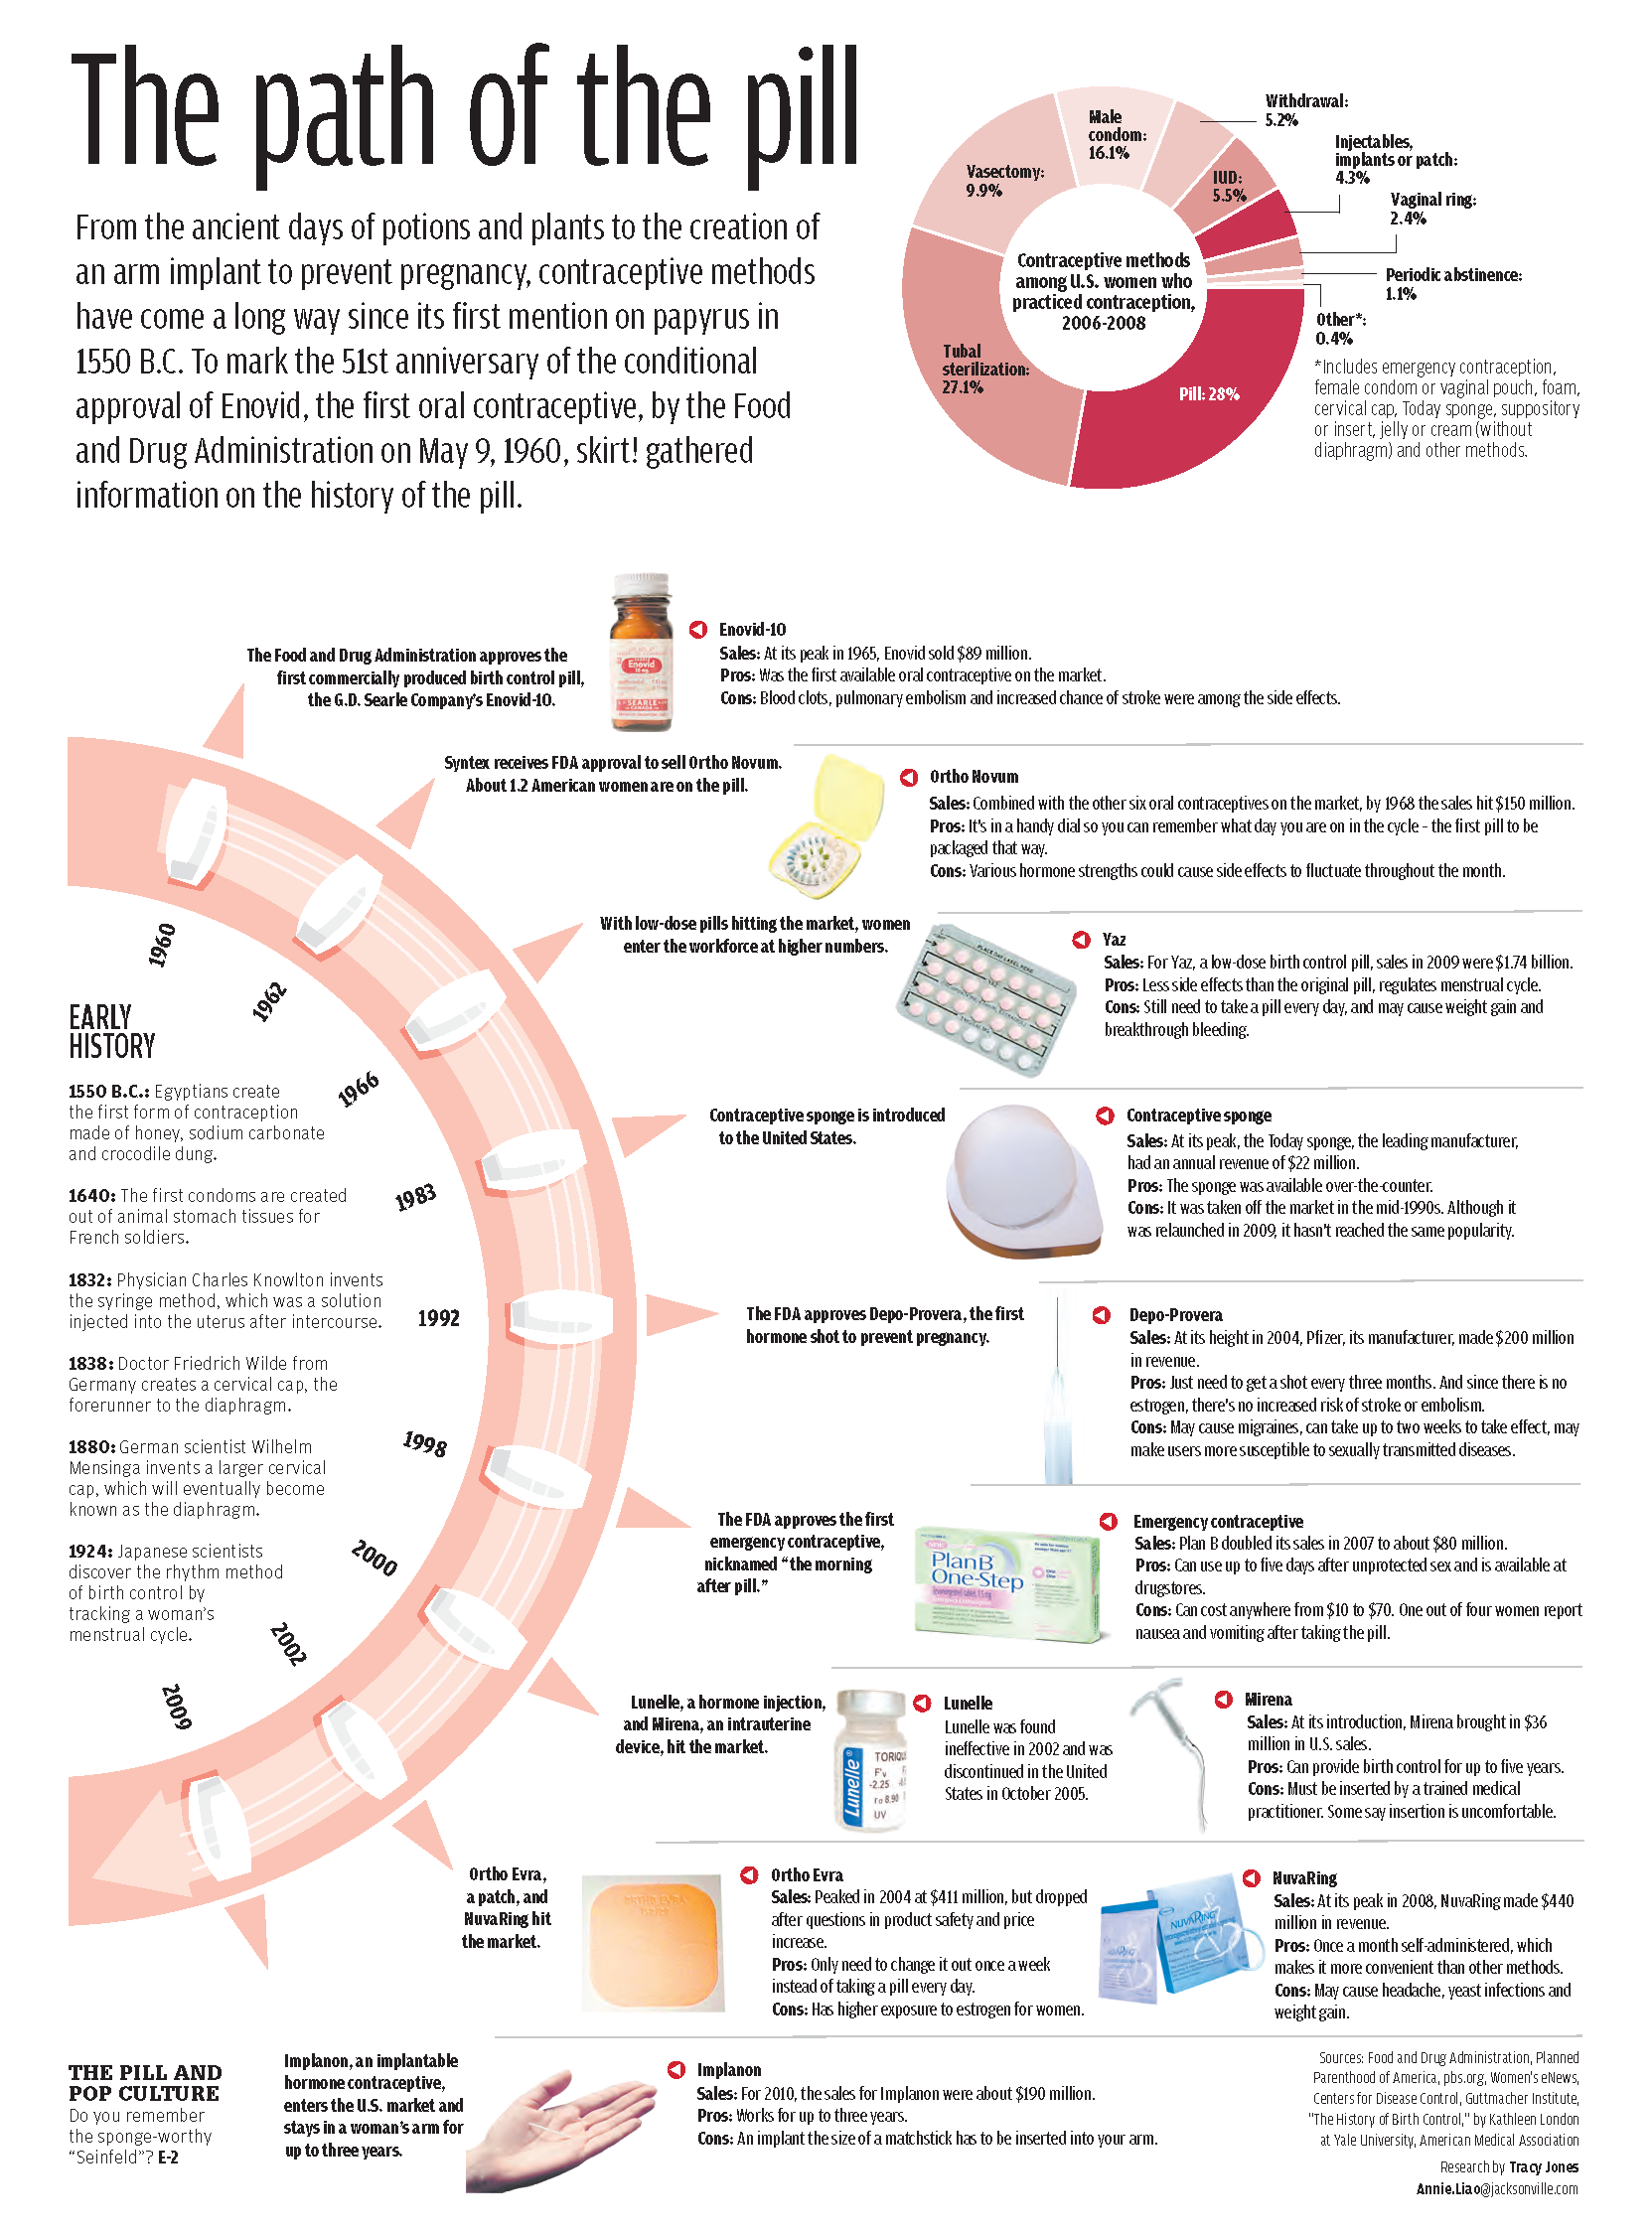 The path of the pill
From the ancient days of potions and plants to the creation of
an arm implant to prevent pregnancy, contraceptive methods
have come a long way since its first mention on papyrus in
1550 B.C. To mark the 51st anniversary of the conditional
approval of Enovid, the first oral contraceptive, by the Food
and Drug Administration on May 9, 1960, skirt! gathered
information on the history of the pill.
Male
condom:
16.1%
Withdrawal:
5.2%
Injectables,
implants or patch:
4.3%
Vasectomy:
9.9%
IUD:
5.5%
Vaginal ring:
2.4%
Contraceptive methods
among U.S. women who
practiced contraception,
2006-2008
Periodic abstinence:
1.1%
Other*:
0.4%
Tubal
sterilization:
27.1%
Pill: 28%
*Includes emergency contraception,
female condom or vaginal pouch, foam,
cervical cap, Today sponge, suppository
or insert, jelly or cream (without
diaphragm) and other methods.
The Food and Drug Administration approves the
first commercially produced birth control pill,
the G.D. Searle Company's Enovid-10.
Enovid
SEARLE
Enovid-10
Sales: At its peak in 1965, Enovid sold $89 million.
Pros: Was the first available oral contraceptive on the market.
Cons: Blood clots, pulmonary embolism and increased chance of stroke were among the side effects.
Syntex receives FDA approval to sell Ortho Novum.
About 1.2 American women are on the pill.
Ortho Novum
Sales: Combined with the other six oral contraceptives on the market, by 1968 the sales hit $150 million.
Pros: It's in a handy dial so you can remember what day you are on in the cycle - the first pill to be
packaged that way.
Cons: Various hormone strengths could cause side effects to fluctuate throughout the month.
With low-dose pills hitting the market, women
enter the workforce at higher numbers.
Yaz
Sales: For Yaz, a low-dose birth control pill, sales in 2009 were $1.74 billion.
Pros: Less side effects than the original pill, regulates menstrual cycle.
Cons: Still need to take a pill every day, and may cause weight gain and
breakthrough bleeding.
Contraceptive sponge is introduced
to the United States.
Contraceptive sponge
Sales: At its peak, the Today sponge, the leading manufacturer,
had an annual revenue of $22 million.
Pros: The sponge was available over-the-counter.
Cons: It was taken off the market in the mid-1990s. Although it
was relaunched in 2009, it hasn't reached the same popularity.
The FDA approves Depo-Provera, the first
hormone shot to prevent pregnancy.
Depo-Provera
Sales: At its height in 2004, Pfizer, its manufacturer, made $200 million
in revenue.
Pros: Just need to get a shot every three months. And since there is no
estrogen, there's no increased risk of stroke or embolism.
Cons: May cause migraines, can take up to two weeks to take effect, may
make users more susceptible to sexually transmitted diseases.
The FDA approves the first
emergency contraceptive,
nicknamed "the morning
after pill."
Plan B
One-Step
Emergency contraceptive
Sales: Plan B doubled its sales in 2007 to about $80 million.
Pros: Can use up to five days after unprotected sex and is available at
drugstores.
Cons: Can cost anywhere from $10 to $70. One out of four women report
nausea and vomiting after taking the pill.
Lunelle, a hormone injection,
and Mirena, an intrauterine
device, hit the market.
Lunelle
TORIQU
-2.25
UV
Lunelle
Lunelle was found
ineffective in 2002 and was
discontinued in the United
States in October 2005.
Mirena
Sales: At its introduction, Mirena brought in $36
million in U.S. sales.
Pros: Can provide birth control for up to five years.
Cons: Must be inserted by a trained medical
practitioner. Some say insertion is uncomfortable.
Ortho Evra,
a patch, and
NuvaRing hit
the market.
ORTHO EVRA
Ortho Evra
Sales: Peaked in 2004 at $411 million, but dropped
after questions in product safety and price
increase.
Pros: Only need to change it out once a week
instead of taking a pill every day.
Cons: Has higher exposure to estrogen for women.
NUVARING
NuvaRing
Sales: At its peak in 2008, NuvaRing made $440
million in revenue.
Pros: Once a month self-administered, which
makes it more convenient than other methods.
Cons: May cause headache, yeast infections and
weight gain.
Implanon, an implantable
hormone contraceptive,
enters the U.S. market and
stays in a woman's arm for
up to three years.
Implanon
Sales: For 2010, the sales for Implanon were about $190 million.
Pros: Works for up to three years.
Cons: An implant the size of a matchstick has to be inserted into your arm.
1960
1962
1966
1983
1992
1998
2000
2002
2009
EARLY
HISTORY
1550 B.C.: Egyptians create
the first form of contraception
made of honey, sodium carbonate
and crocodile dung.
1640: The first condoms are created
out of animal stomach tissues for
French soldiers.
1832: Physician Charles Knowlton invents
the syringe method, which was a solution
injected into the uterus after intercourse.
1838: Doctor Friedrich Wilde from
Germany creates a cervical cap, the
forerunner to the diaphragm.
1880: German scientist Wilhelm
Mensinga invents a larger cervical
cap, which will eventually become
known as the diaphragm.
1924: Japanese scientists
discover the rhythm method
of birth control by
tracking a woman's
menstrual cycle.
THE PILL AND
POP CULTURE
Do you remember
the sponge-worthy
"Seinfeld"? E-2
Sources: Food and Drug Administration, Planned
Parenthood of America, pbs.org, Women's eNews,
Centers for Disease Control, Guttmacher Institute,
"The History of Birth Control," by Kathleen London
at Yale University, American Medical Association
Research by Tracy Jones
Annie.Liao@jacksonville.com